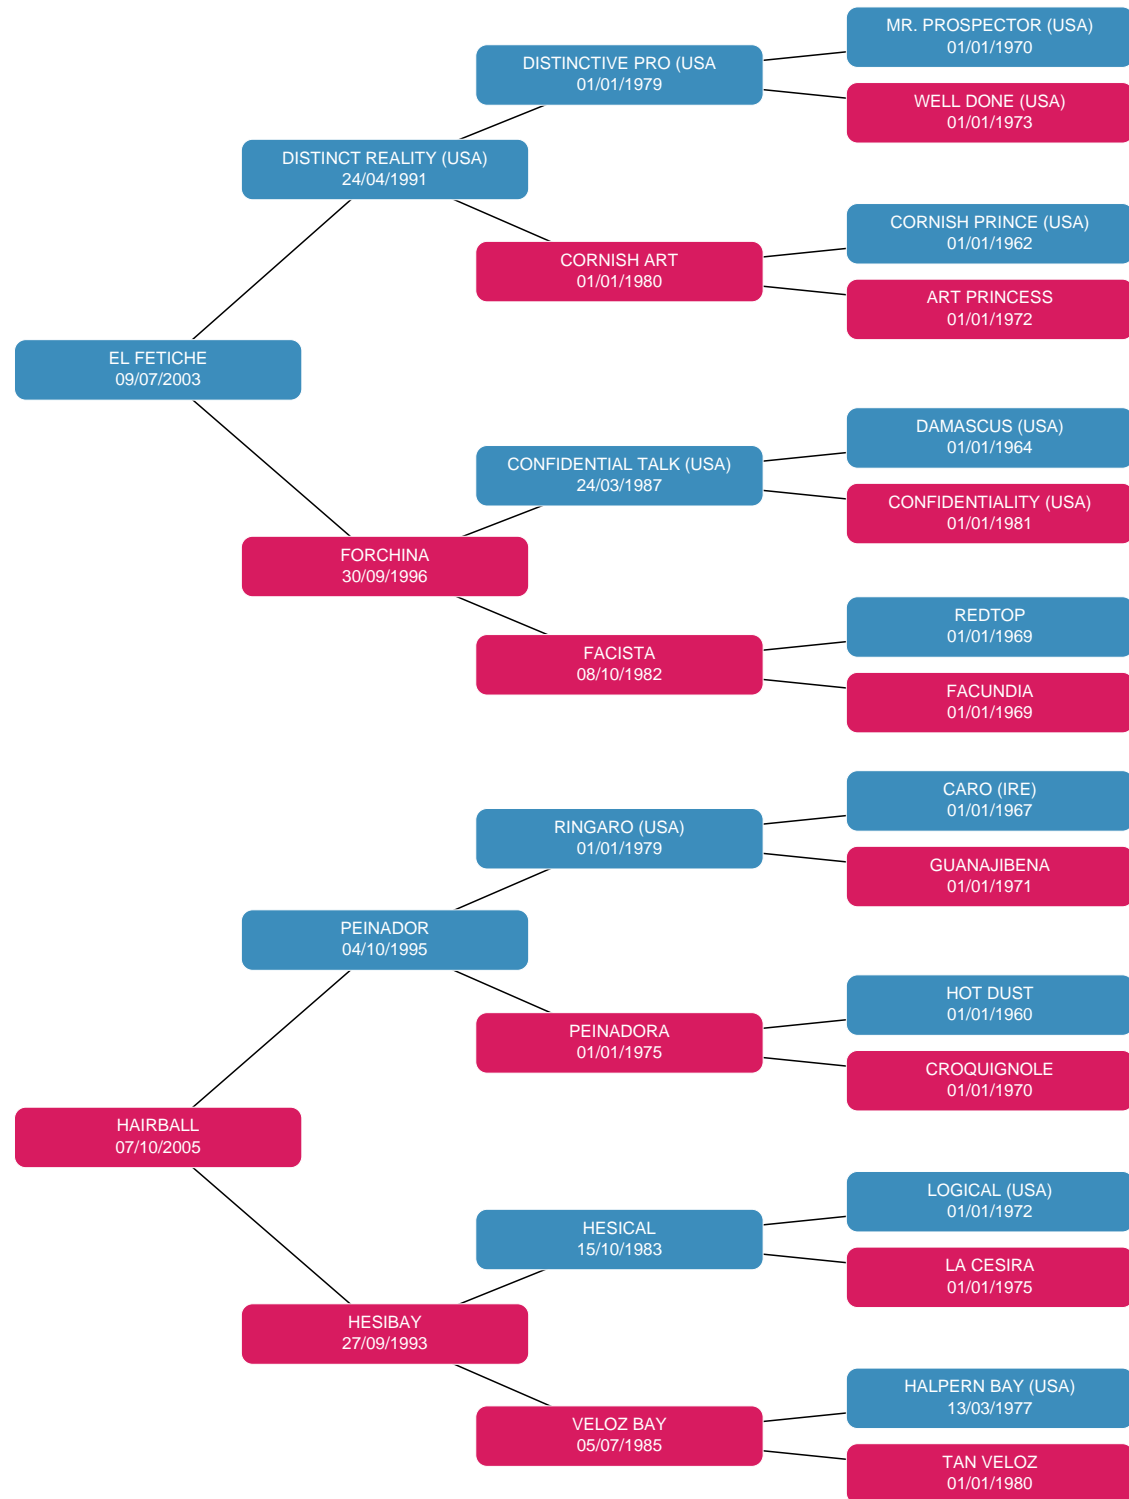 MR. PROSPECTOR (USA)
01/01/1970
DISTINCTIVE PRO (USA
01/01/1979
WELL DONE (USA)
01/01/1973
DISTINCT REALITY (USA)
24/04/1991
CORNISH PRINCE (USA)
01/01/1962
CORNISH ART
01/01/1980
ART PRINCESS
01/01/1972
EL FETICHE
09/07/2003
DAMASCUS (USA)
01/01/1964
CONFIDENTIAL TALK (USA)
24/03/1987
CONFIDENTIALITY (USA)
01/01/1981
FORCHINA
30/09/1996
REDTOP
01/01/1969
FACISTA
08/10/1982
FACUNDIA
01/01/1969
CARO (IRE)
01/01/1967
RINGARO (USA)
01/01/1979
GUANAJIBENA
01/01/1971
PEINADOR
04/10/1995
HOT DUST
01/01/1960
PEINADORA
01/01/1975
CROQUIGNOLE
01/01/1970
HAIRBALL
07/10/2005
LOGICAL (USA)
01/01/1972
HESICAL
15/10/1983
LA CESIRA
01/01/1975
HESIBAY
27/09/1993
HALPERN BAY (USA)
13/03/1977
VELOZ BAY
05/07/1985
TAN VELOZ
01/01/1980